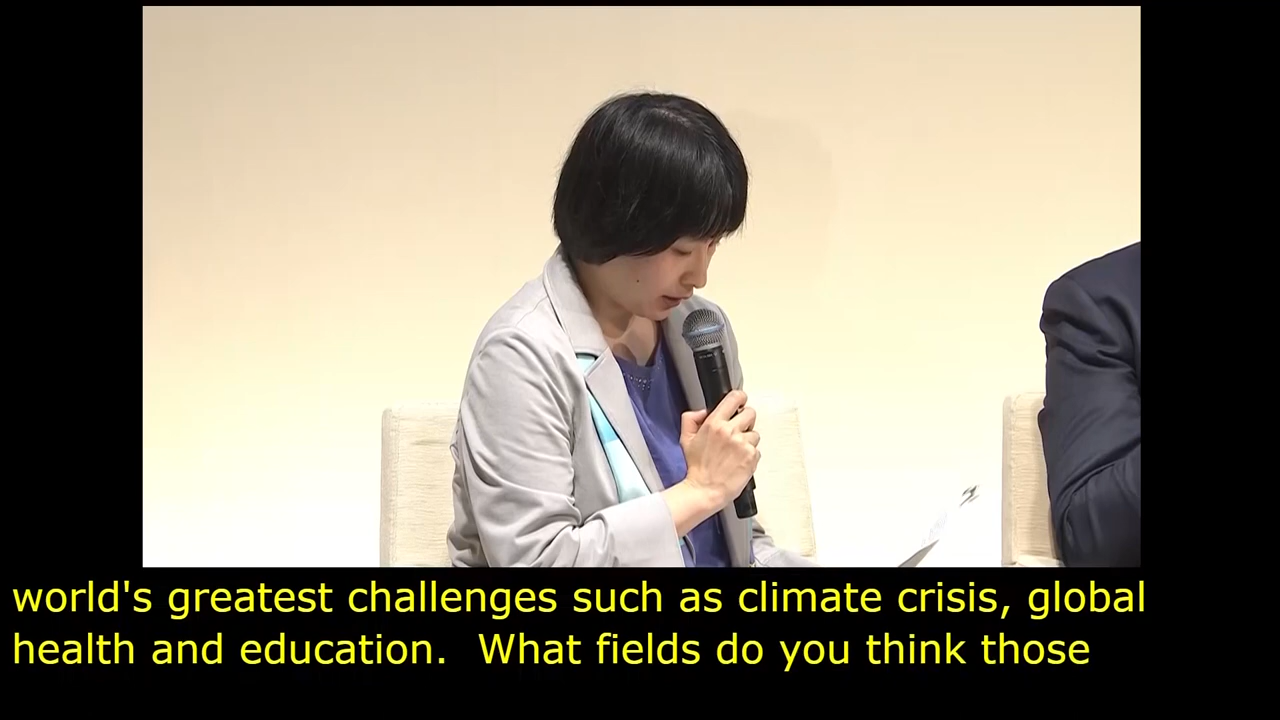 world's greatest challenges such as climate crisis, global
health and education.  What fields do you think those